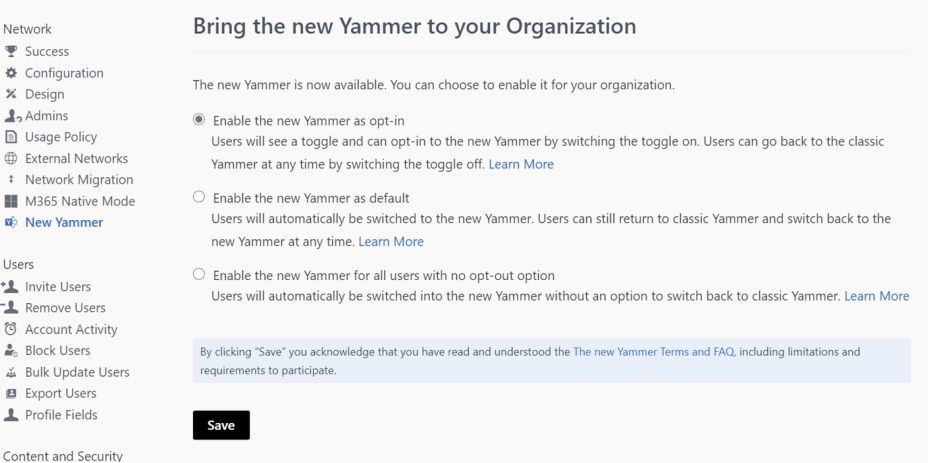 Network
Success
Configuration
Design
Admins
Usage Policy
External Networks
Network Migration
M365 Native Mode
New Yammer
Users
Invite Users
Remove Users
Account Activity
Block Users
Bulk Update Users
Export Users
Profile Fields
Content and Security
Bring the new Yammer to your Organization
The new Yammer is now available. You can choose to enable it for your organization.
Enable the new Yammer as opt-in
Users will see a toggle and can opt-in to the new Yammer by switching the toggle on. Users can go back to the classic
Yammer at any time by switching the toggle off. Learn More
Enable the new Yammer as default
Users will automatically be switched to the new Yammer. Users can still return to classic Yammer and switch back to the
new Yammer at any time. Learn More
Enable the new Yammer for all users with no opt-out option
Users will automatically be switched into the new Yammer without an option to switch back to classic Yammer. Learn More
By clicking "Save" you acknowledge that you have read and understood the The new Yammer Terms and FAQ, including limitations and
requirements to participate.
Save